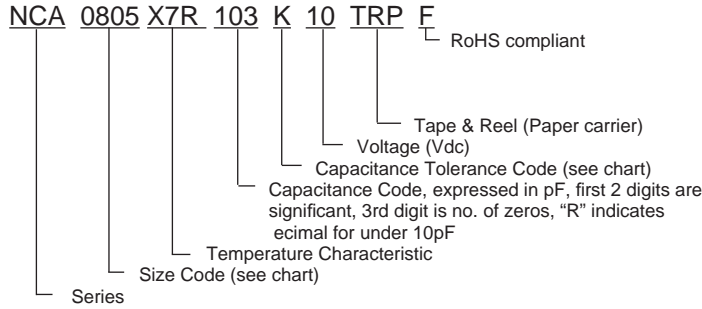 NCA 0805 X7R 103 K 10 TRP F
RoHS compliant
Tape & Reel (Paper carrier)
Voltage (Vdc)
Capacitance Tolerance Code (see chart)
Capacitance Code, expressed in pF, first 2 digits are
significant, 3rd digit is no. of zeros, “R” indicates
ecimal for under 10pF
Temperature Characteristic
Size Code (see chart)
Series